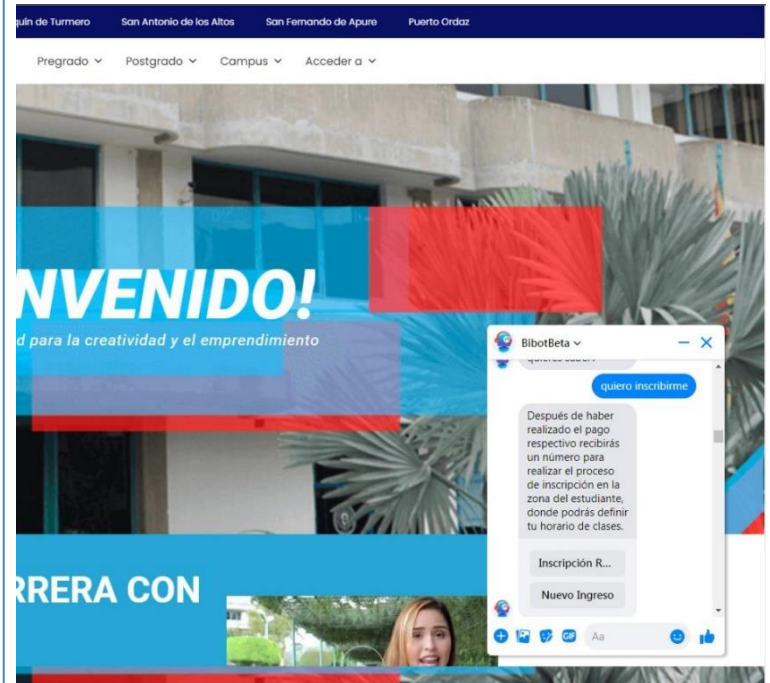 quín de Turmero San Antonio de los Altos San Fernando de Apure Puerto Ordaz
Pregrado Postgrado Campus Acceder a
NVENIDO!
d para la creatividad y el emprendimiento
RRERA CON
BibotBeta
quiero inscribirme
Después de haber
realizado el pago
respectivo recibirás
un número para
realizar el proceso
de inscripción en la
zona del estudiante,
donde podrás definir
tu horario de clases.
Inscripción R...
Nuevo Ingreso
GIF Aa